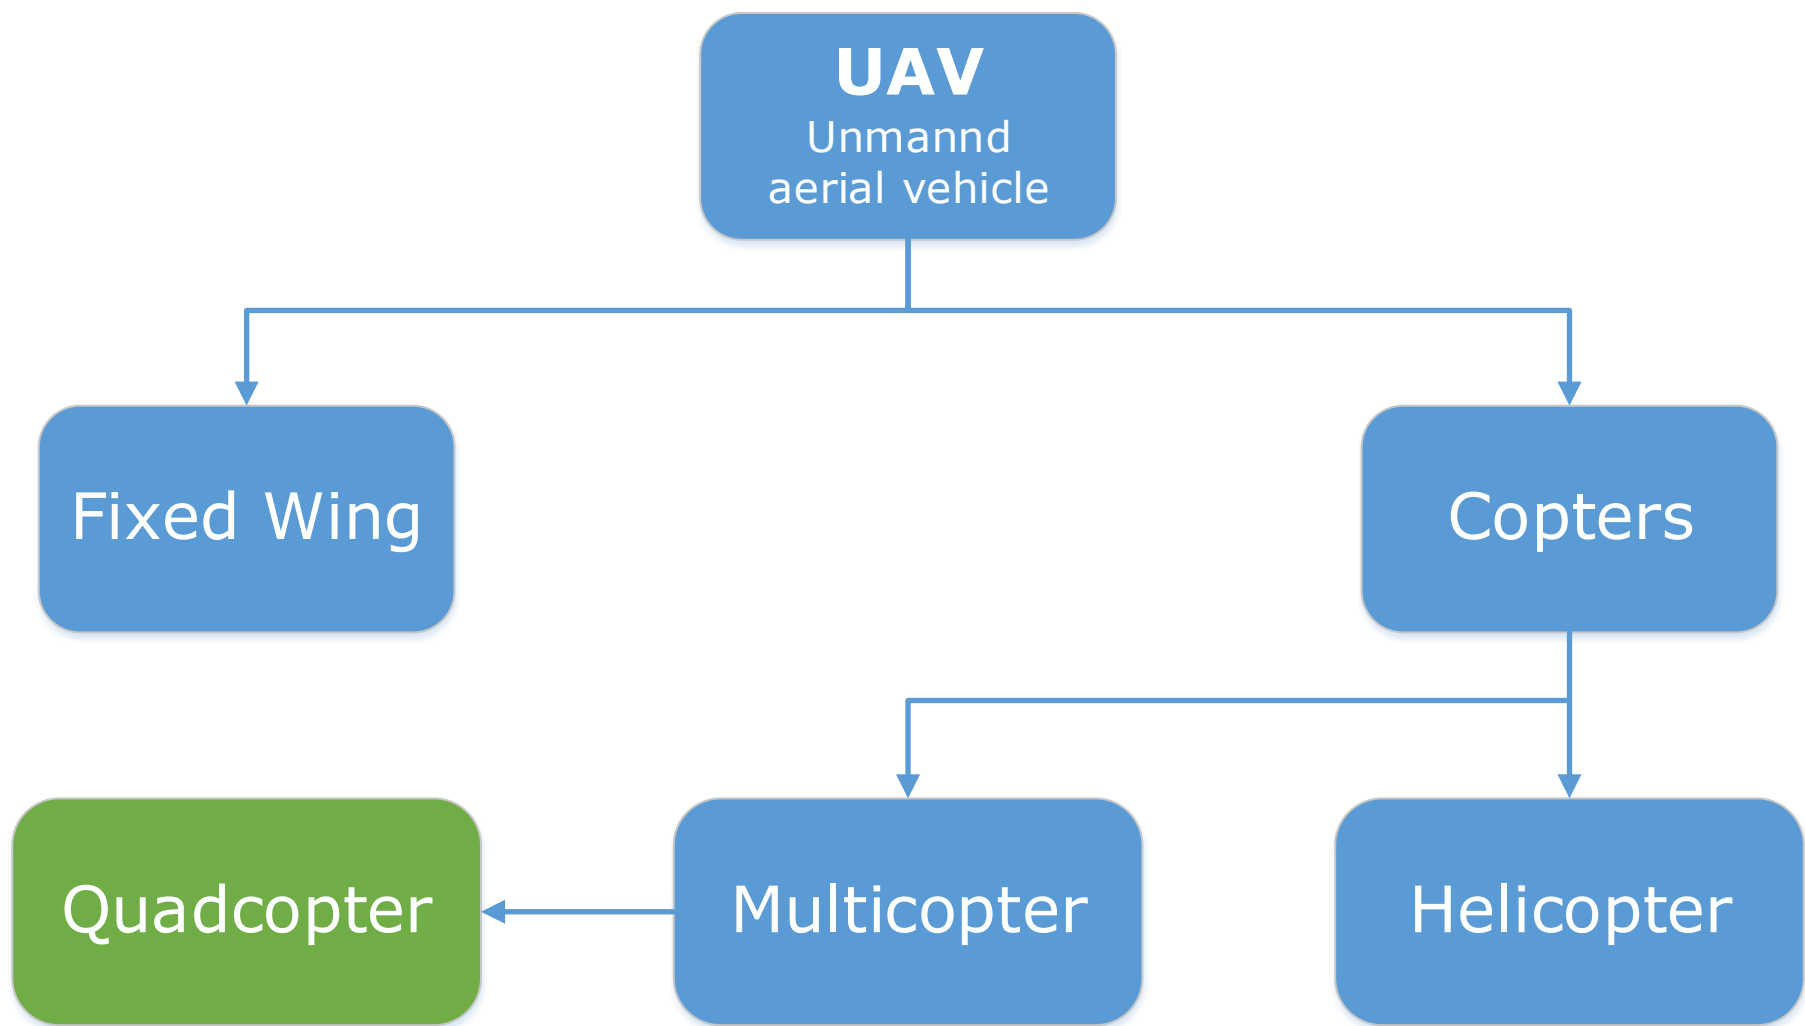 UAV
Unmannd
aerial vehicle
Fixed Wing
Copters
Quadcopter
Multicopter
Helicopter